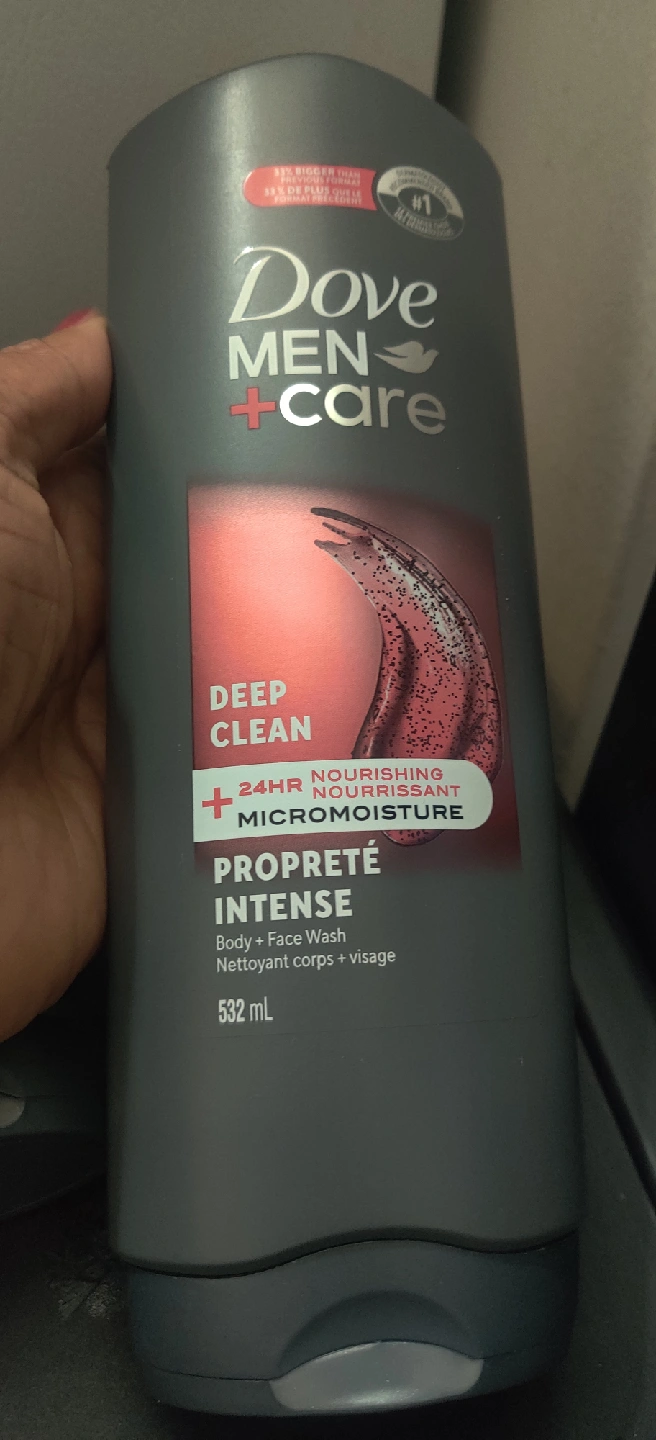 33% BIGGER THAN
PREVIOUS FORMAT
33% DE PLUS QUE LE
FORMAT PRÉCÉDENT
#1
Dove
MEN
+care
DEEP
CLEAN
+ 24HR NOURISHING
NOURRISSANT
MICROMOISTURE
PROPRETÉ
INTENSE
Body + Face Wash
Nettoyant corps + visage
532 mL